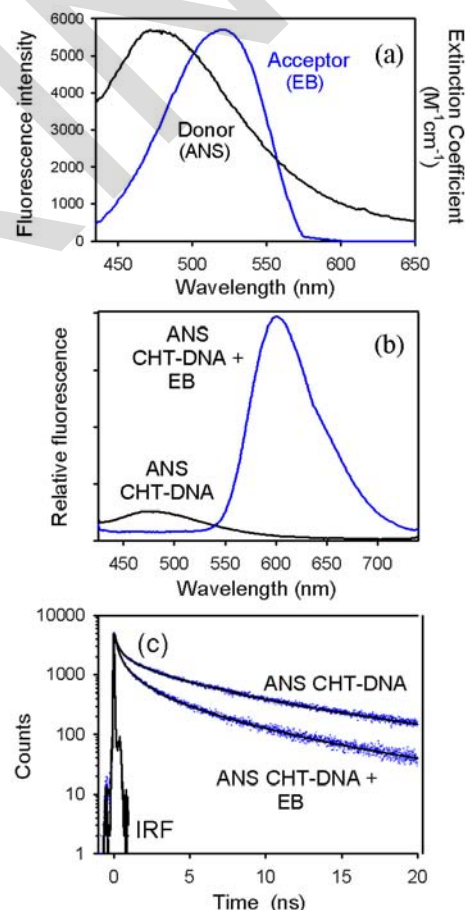 6000
5000
4000
3000
2000
1000
0
Fluorescence intensity
(a)
Acceptor
(EB)
Donor
(ANS)
Extinction Coefficient
(M-1cm-1)
450 500 550 600 650
Wavelength (nm)
(b)
ANS
CHT-DNA +
EB
ANS
CHT-DNA
Relative fluorescence
450 500 550 600 650 700
Wavelength (nm)
10000
1000
100
10
1
Counts
(c)
ANS CHT-DNA
ANS CHT-DNA +
EB
IRF
0 5 10 15 20
Time (ns)